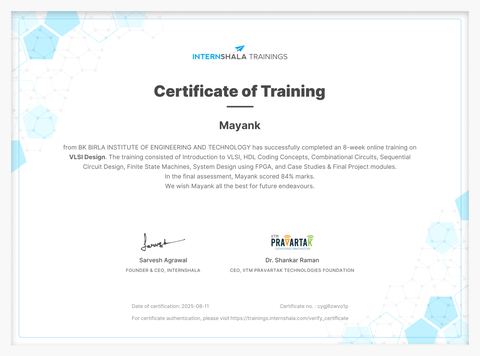 INTERNSHALA TRAININGS
Certificate of Training
Mayank
from BK BIRLA INSTITUTE OF ENGINEERING AND TECHNOLOGY has successfully completed an 8-week online training on
VLSI Design. The training consisted of Introduction to VLSI, HDL Coding Concepts, Combinational Circuits, Sequential
Circuit Design, Finite State Machines, System Design using FPGA, and Case Studies & Final Project modules.
In the final assessment, Mayank scored 84% marks.
We wish Mayank all the best for future endeavours.
IITM
PRAVARTAK
Sarvesh Agrawal
Dr. Shankar Raman
FOUNDER & CEO, INTERNSHALA
CEO, IITM PRAVARTAK TECHNOLOGIES FOUNDATION
Date of certification: 2025-08-11
Certificate no. :
For certificate authentication, please visit https://trainings.internshala.com/verify_certificate